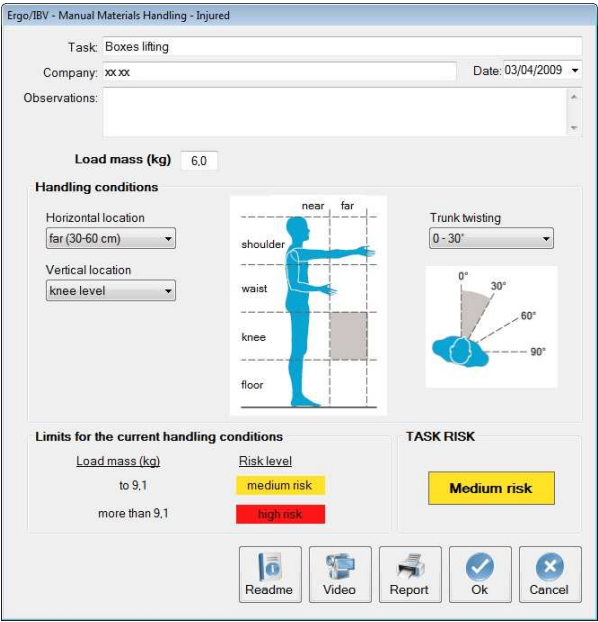 Ergo/IBV - Manual Materials Handling - Injured
Task: Boxes lifting
Company: xx xx Date: 03/04/2009
Observations:
Load mass (kg) 6,0
Handling conditions
Horizontal location
far (30-60 cm)
Vertical location
knee level
near far
shoulder
waist
knee
floor
Trunk twisting
0 - 30°
0°
30°
60°
90°
Limits for the current handling conditions
Load mass (kg) Risk level
to 9,1 medium risk
more than 9,1 high risk
TASK RISK
Medium risk
Readme Video Report Ok Cancel